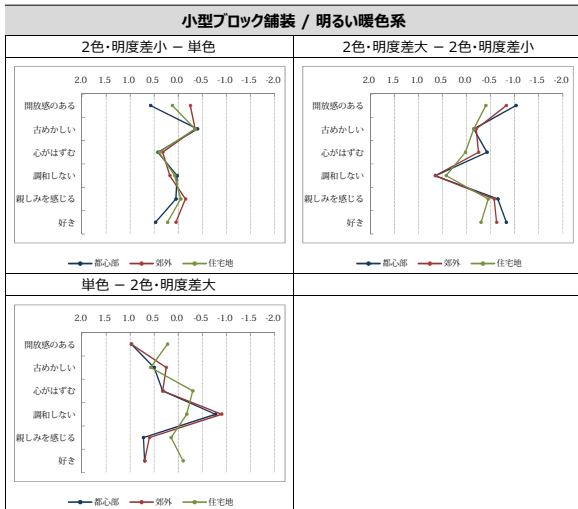 小型ブロック舗装 / 明るい暖色系
2色・明度差小 − 単色
2.0 1.5 1.0 0.5 0.0 -0.5 -1.0 -1.5 -2.0
開放感のある
古めかしい
心がはずむ
調和しない
親しみを感じる
好き
都心部 郊外 住宅地
2色・明度差大 − 2色・明度差小
2.0 1.5 1.0 0.5 0.0 -0.5 -1.0 -1.5 -2.0
開放感のある
古めかしい
心がはずむ
調和しない
親しみを感じる
好き
都心部 郊外 住宅地
単色 − 2色・明度差大
2.0 1.5 1.0 0.5 0.0 -0.5 -1.0 -1.5 -2.0
開放感のある
古めかしい
心がはずむ
調和しない
親しみを感じる
好き
都心部 郊外 住宅地